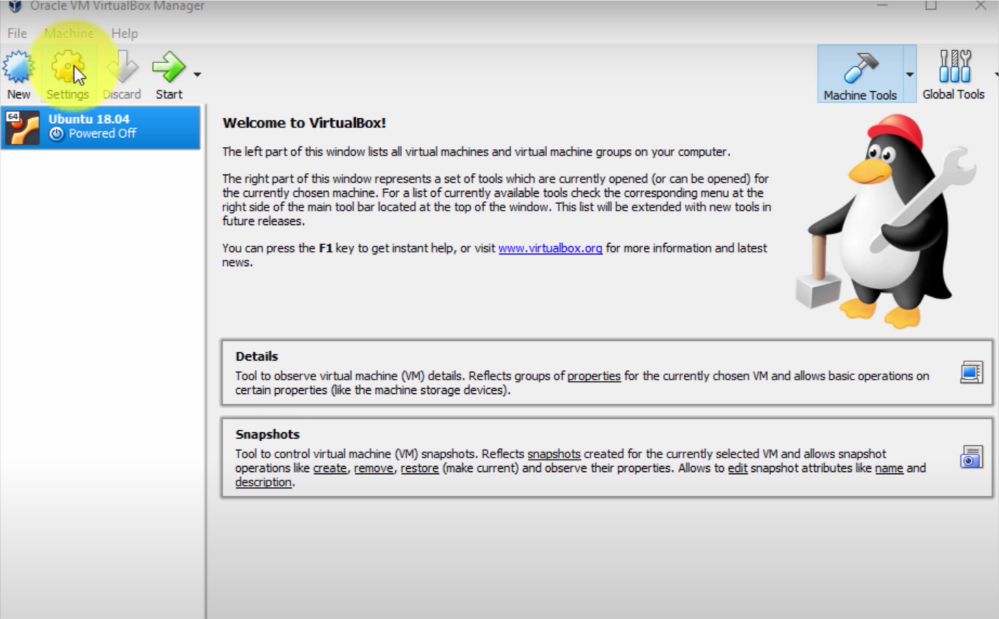 Oracle VM VirtualBox Manager
File Machine Help
New Settings Discard Start
Machine Tools Global Tools
64
Ubuntu 18.04
Powered Off
Welcome to VirtualBox!
The left part of this window lists all virtual machines and virtual machine groups on your computer.
The right part of this window represents a set of tools which are currently opened (or can be opened) for
the currently chosen machine. For a list of currently available tools check the corresponding menu at the
right side of the main tool bar located at the top of the window. This list will be extended with new tools in
future releases.
You can press the F1 key to get instant help, or visit www.virtualbox.org for more information and latest
news.
Details
Tool to observe virtual machine (VM) details. Reflects groups of properties for the currently chosen VM and allows basic operations on
certain properties (like the machine storage devices).
Snapshots
Tool to control virtual machine (VM) snapshots. Reflects snapshots created for the currently selected VM and allows snapshot
operations like create, remove, restore (make current) and observe their properties. Allows to edit snapshot attributes like name and
description.